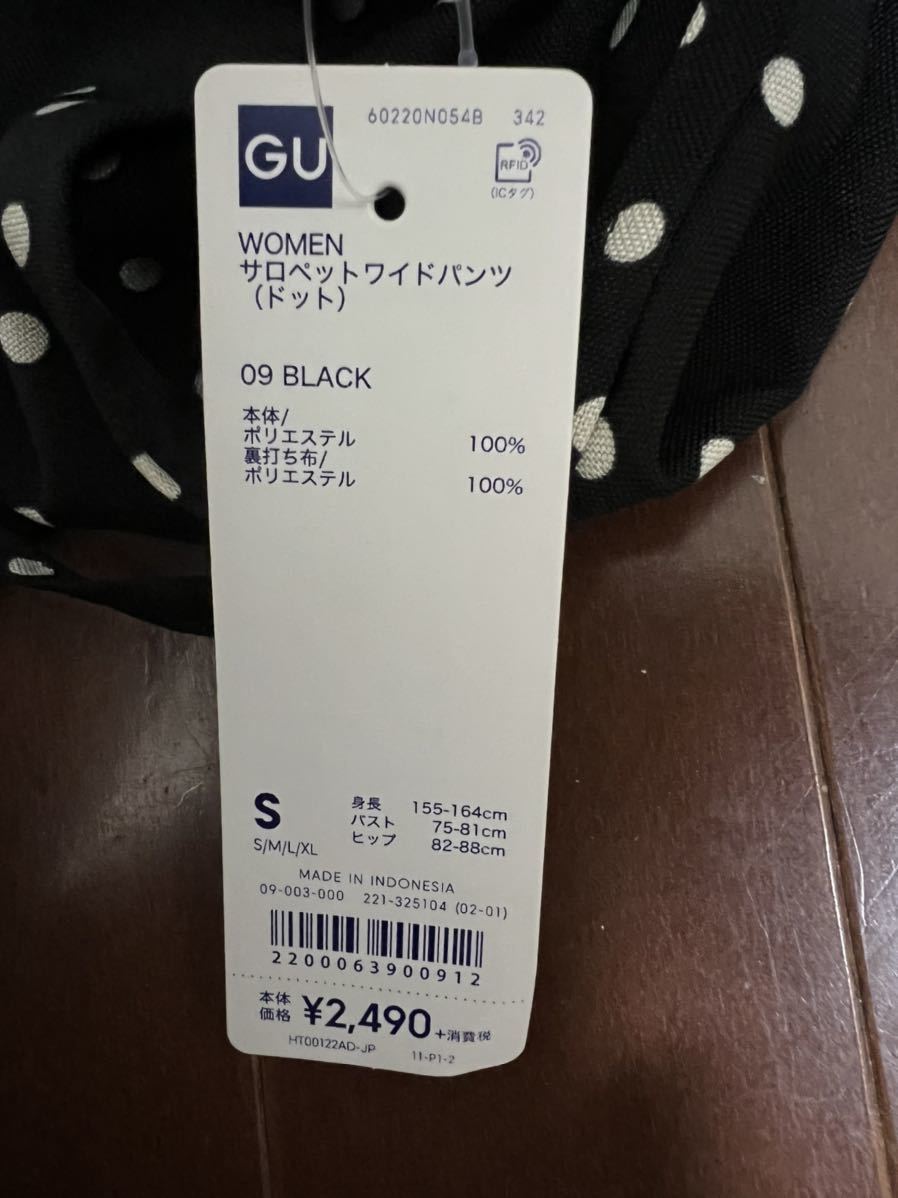 60220N054B 342
GU
RFID
(ICタグ)
WOMEN
サロペットワイドパンツ
（ドット）
09 BLACK
本体/
ポリエステル 100%
裏打ち布/
ポリエステル 100%
S 身長 155-164cm
バスト 75-81cm
ヒップ 82-88cm
S/M/L/XL
MADE IN INDONESIA
09-003-000 221-325104 (02-01)
2200063900912
本体価格 ¥2,490+消費税
HT00122AD-JP 11-P1-2